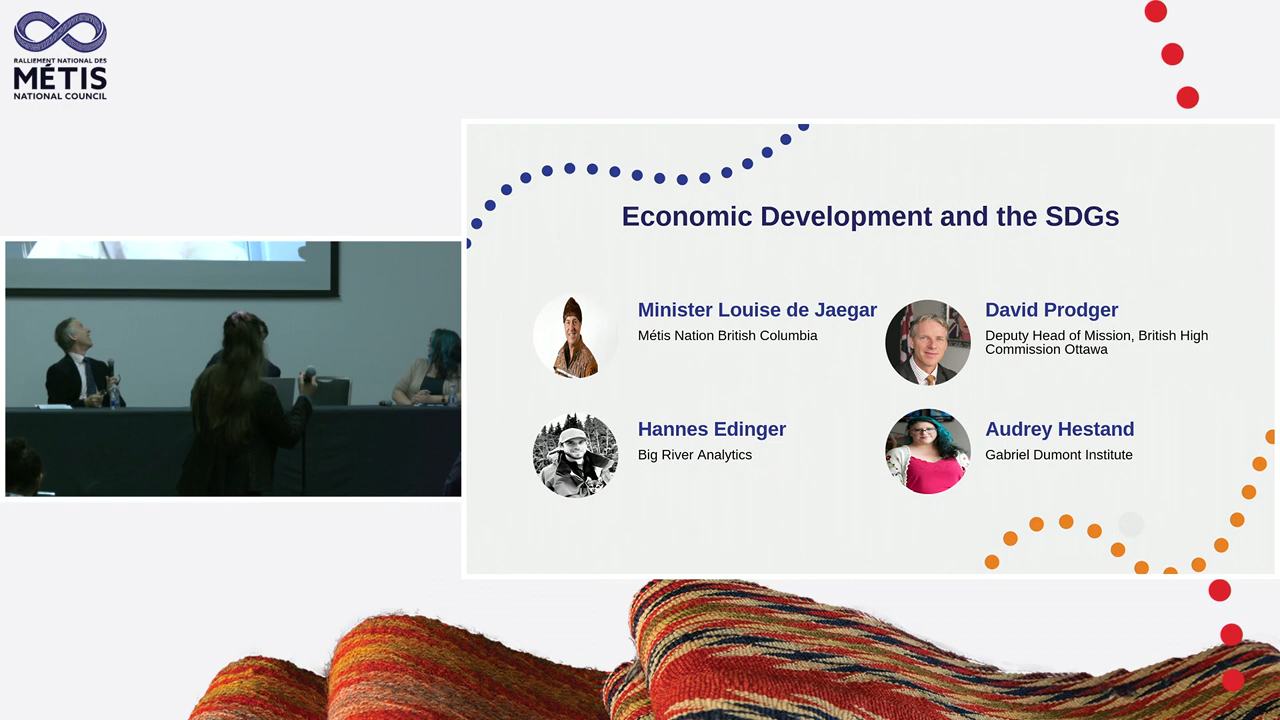 RALLIEMENT NATIONAL DES
MÉTIS
NATIONAL COUNCIL
Economic Development and the SDGs
Minister Louise de Jaegar
Métis Nation British Columbia
David Prodger
Deputy Head of Mission, British High
Commission Ottawa
Hannes Edinger
Big River Analytics
Audrey Hestand
Gabriel Dumont Institute